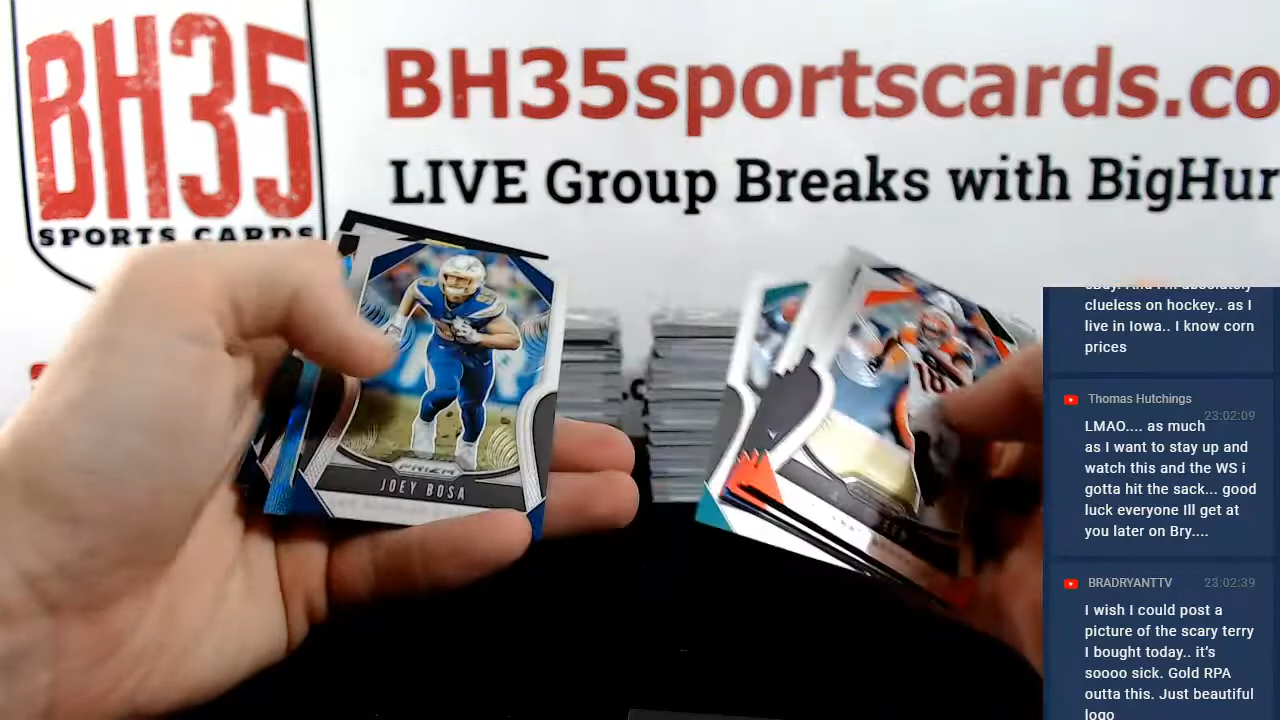 BH35
SPORTS CARDS
BH35sportscards.co
LIVE Group Breaks with BigHur
PRIZM
JOEY BOSA
18
clueless on hockey.. as I
live in Iowa.. I know corn
prices
Thomas Hutchings
23:02:09
LMAO.... as much
as I want to stay up and
watch this and the WS i
gotta hit the sack... good
luck everyone Ill get at
you later on Bry....
BRADRYANTTV 23:02:39
I wish I could post a
picture of the scary terry
I bought today.. it's
soooo sick. Gold RPA
outta this. Just beautiful
logo